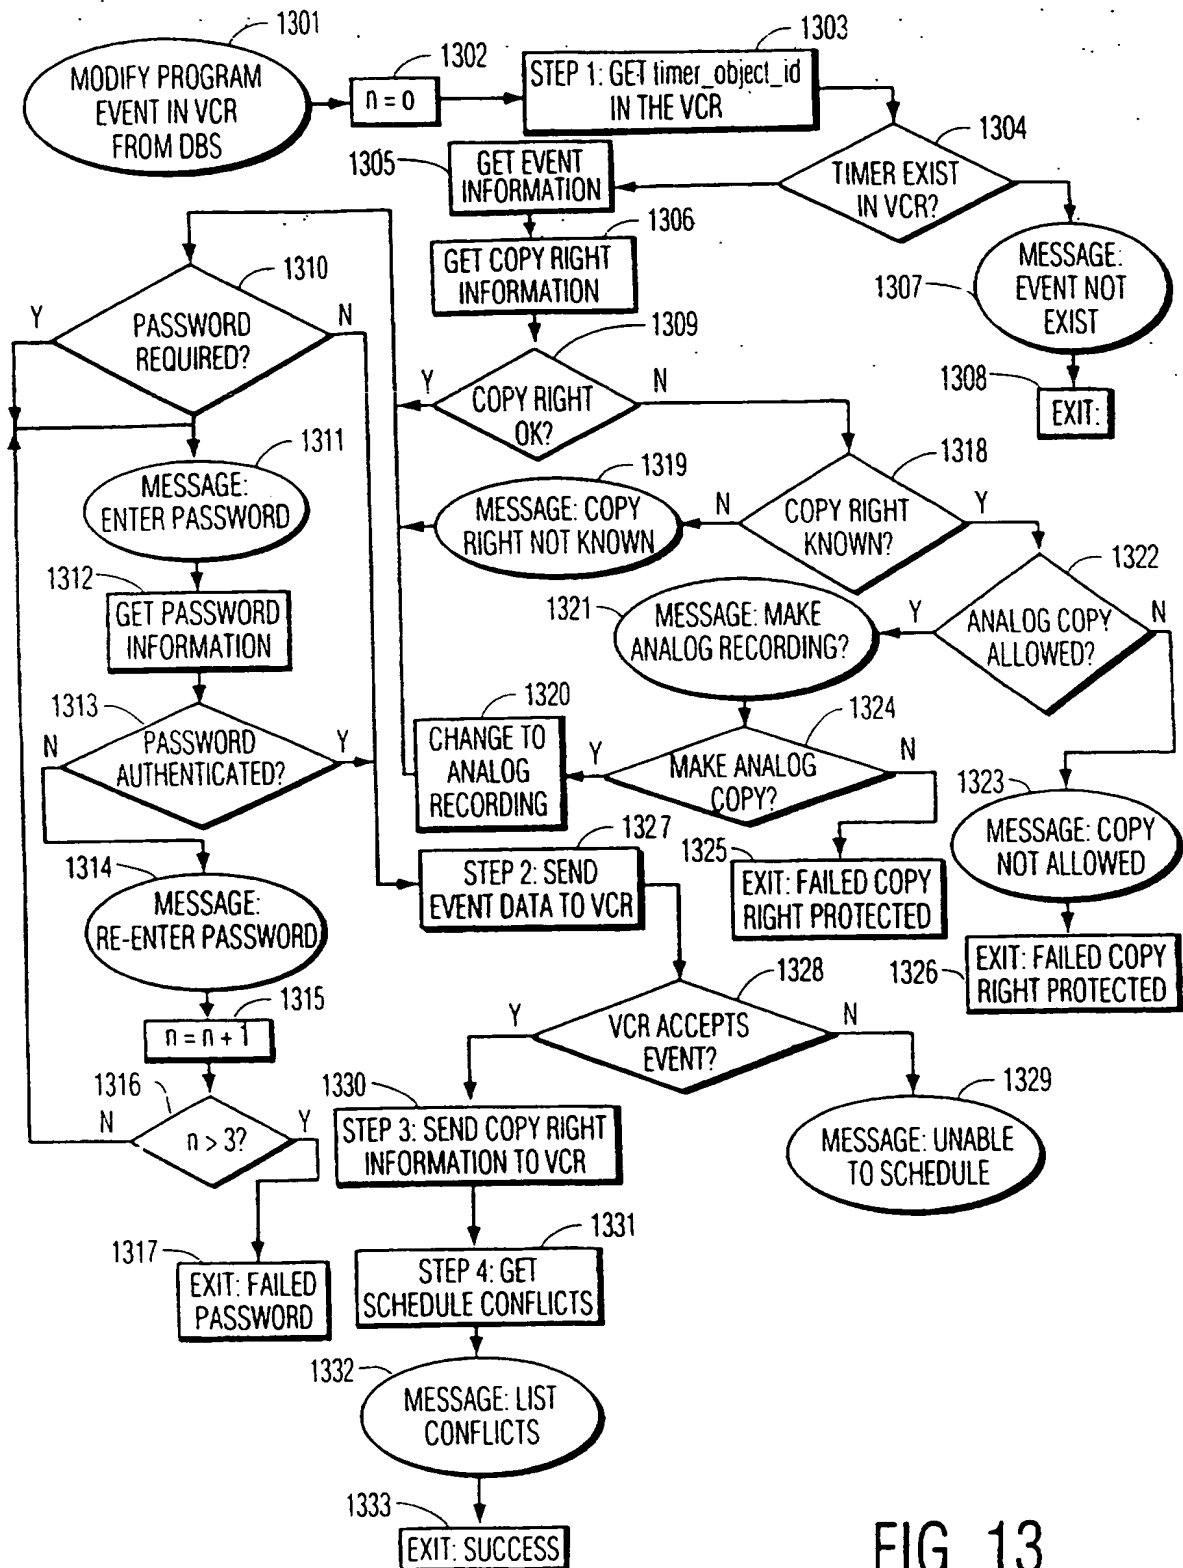 1301
MODIFY PROGRAM
EVENT IN VCR
FROM DBS
1302
n = 0
1303
STEP 1: GET timer_object_id
IN THE VCR
1304
TIMER EXIST
IN VCR?
1305
GET EVENT
INFORMATION
1306
GET COPY RIGHT
INFORMATION
1307
MESSAGE:
EVENT NOT
EXIST
1308
EXIT:
1309
Y
N
COPY RIGHT
OK?
1310
Y
N
PASSWORD
REQUIRED?
1311
MESSAGE:
ENTER PASSWORD
1312
GET PASSWORD
INFORMATION
1313
N
Y
PASSWORD
AUTHENTICATED?
1314
MESSAGE:
RE-ENTER PASSWORD
1315
n = n + 1
1316
N
Y
n > 3?
1317
EXIT: FAILED
PASSWORD
1318
N
Y
COPY RIGHT
KNOWN?
1319
MESSAGE: COPY
RIGHT NOT KNOWN
1322
Y
N
ANALOG COPY
ALLOWED?
1321
MESSAGE: MAKE
ANALOG RECORDING?
1320
CHANGE TO
ANALOG
RECORDING
1324
Y
N
MAKE ANALOG
COPY?
1323
MESSAGE: COPY
NOT ALLOWED
1325
EXIT: FAILED COPY
RIGHT PROTECTED
1326
EXIT: FAILED COPY
RIGHT PROTECTED
1327
STEP 2: SEND
EVENT DATA TO VCR
1328
Y
N
VCR ACCEPTS
EVENT?
1329
MESSAGE: UNABLE
TO SCHEDULE
1330
STEP 3: SEND COPY RIGHT
INFORMATION TO VCR
1331
STEP 4: GET
SCHEDULE CONFLICTS
1332
MESSAGE: LIST
CONFLICTS
1333
EXIT: SUCCESS
FIG. 13